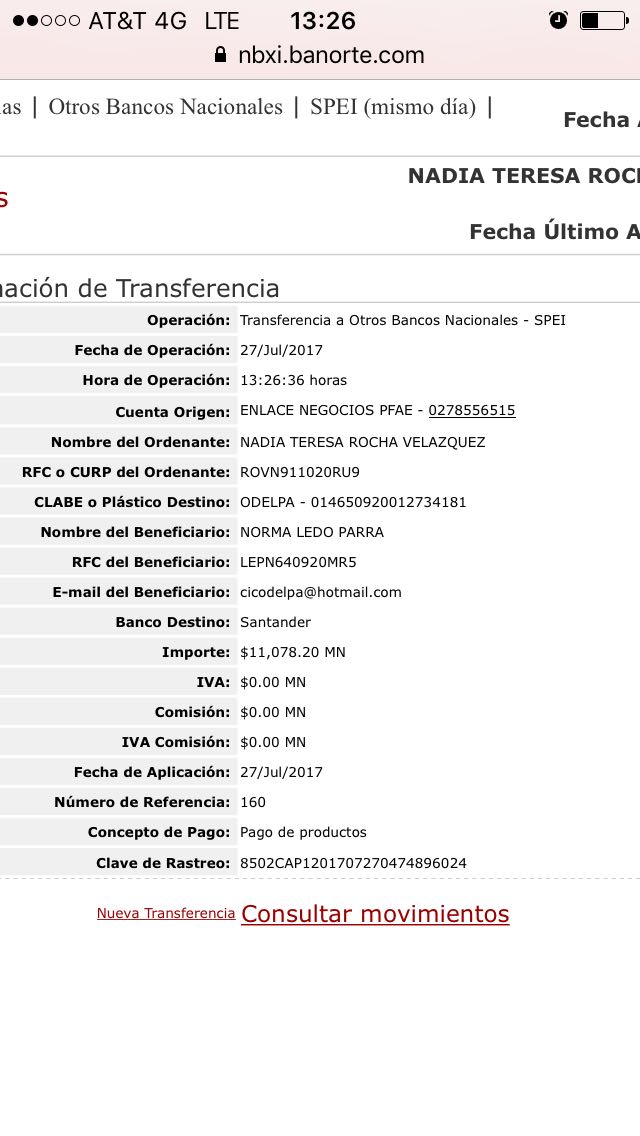 AT&T 4G LTE 13:26
nbxi.banorte.com
as | Otros Bancos Nacionales | SPEI (mismo día) |
Fecha A
NADIA TERESA ROCH
s
Fecha Último A
nación de Transferencia
Operación: Transferencia a Otros Bancos Nacionales - SPEI
Fecha de Operación: 27/Jul/2017
Hora de Operación: 13:26:36 horas
Cuenta Origen: ENLACE NEGOCIOS PFAE - 0278556515
Nombre del Ordenante: NADIA TERESA ROCHA VELAZQUEZ
RFC o CURP del Ordenante: ROVN911020RU9
CLABE o Plástico Destino: ODELPA - 014650920012734181
Nombre del Beneficiario: NORMA LEDO PARRA
RFC del Beneficiario: LEPN640920MR5
E-mail del Beneficiario: cicodelpa@hotmail.com
Banco Destino: Santander
Importe: $11,078.20 MN
IVA: $0.00 MN
Comisión: $0.00 MN
IVA Comisión: $0.00 MN
Fecha de Aplicación: 27/Jul/2017
Número de Referencia: 160
Concepto de Pago: Pago de productos
Clave de Rastreo: 8502CAP1201707270474896024
Nueva Transferencia Consultar movimientos